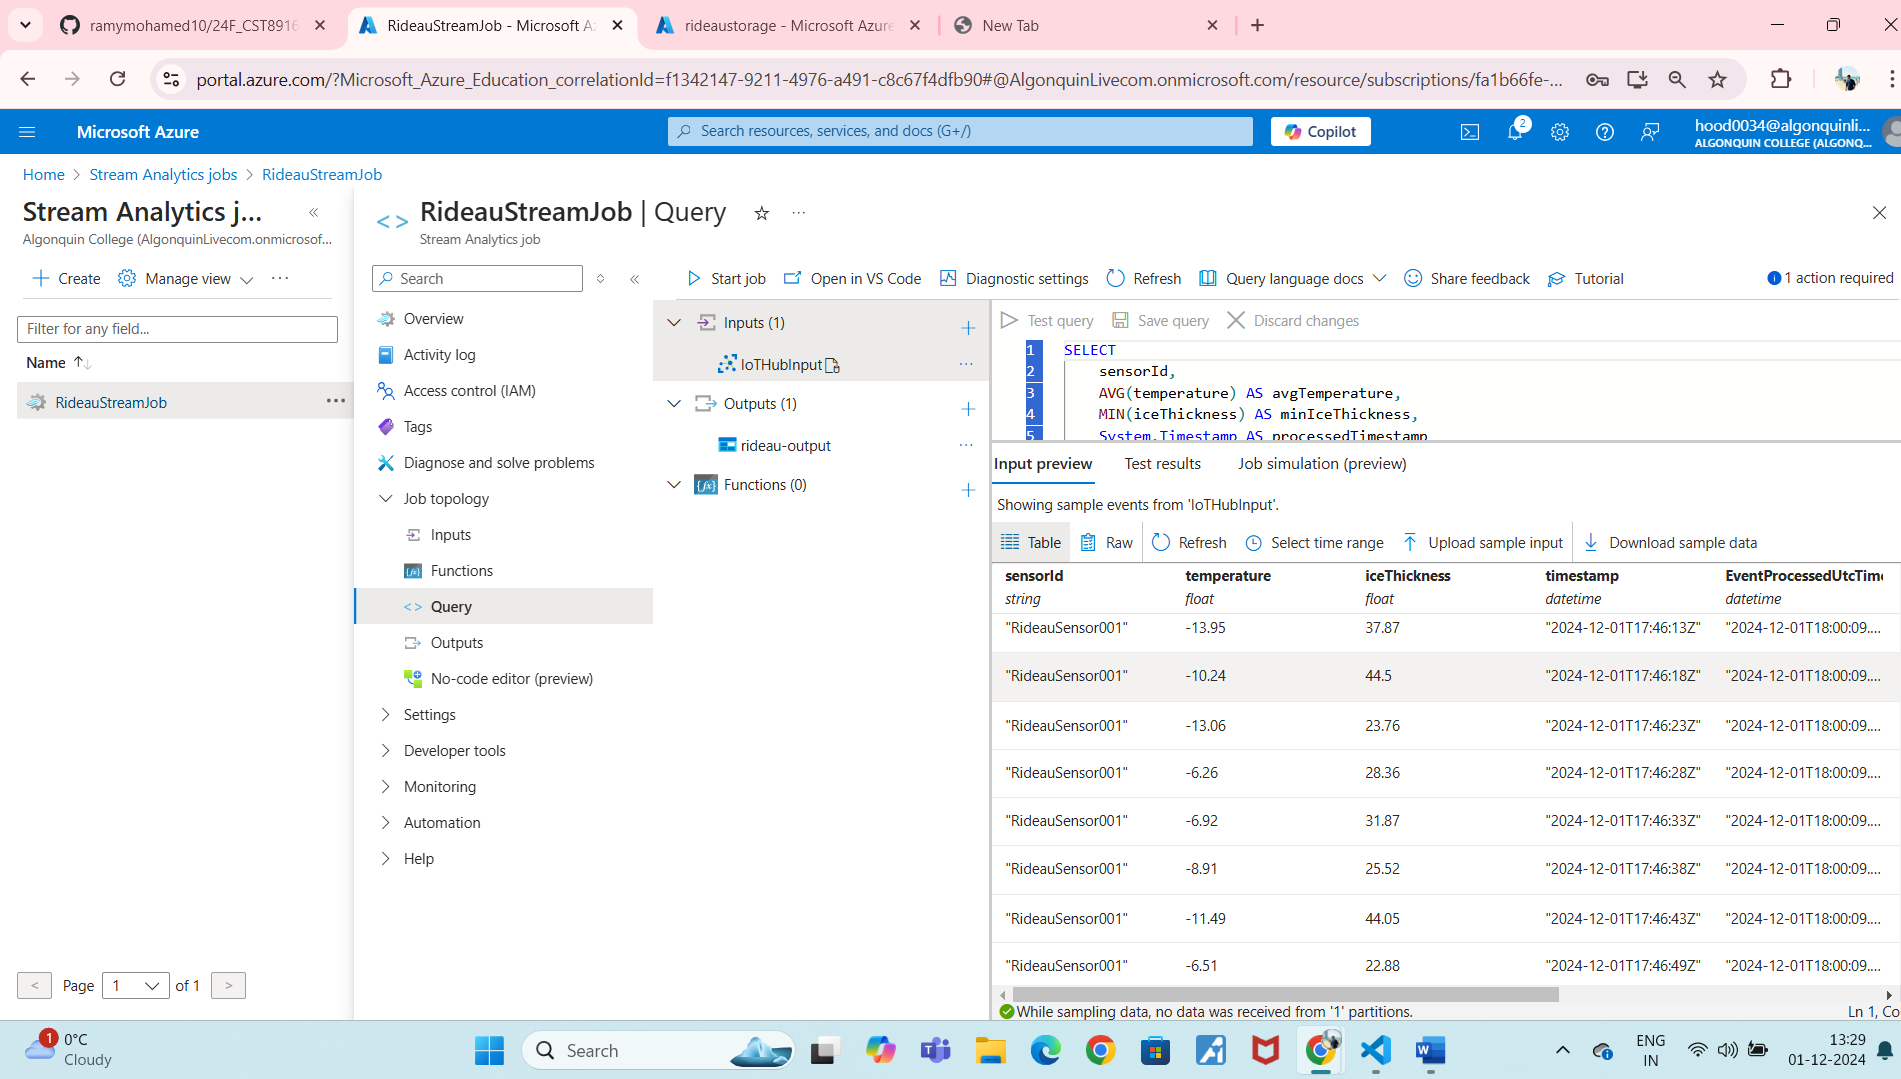 ramymohamed10/24F_CST8916
RideauStreamJob - Microsoft Az
rideaustorage - Microsoft Azure
New Tab
portal.azure.com/?Microsoft_Azure_Education_correlationId=f1342147-9211-4976-a491-c8c67f4dfb90#@AlgonquinLivecom.onmicrosoft.com/resource/subscriptions/fa1b66fe-...
Microsoft Azure
Search resources, services, and docs (G+/)
Copilot
2
hood0034@algonquinli...
ALGONQUIN COLLEGE (ALGONQ...
Home > Stream Analytics jobs > RideauStreamJob
Stream Analytics j...
Algonquin College (AlgonquinLivecom.onmicrosof...
Create
Manage view
Filter for any field...
Name
RideauStreamJob
Page 1 of 1
RideauStreamJob | Query
Stream Analytics job
Search
Overview
Activity log
Access control (IAM)
Tags
Diagnose and solve problems
Job topology
Inputs
Functions
Query
Outputs
No-code editor (preview)
Settings
Developer tools
Monitoring
Automation
Help
Start job
Open in VS Code
Diagnostic settings
Refresh
Query language docs
Share feedback
Tutorial
1 action required
Inputs (1)
IoTHubInput
Outputs (1)
rideau-output
Functions (0)
Test query
Save query
Discard changes
1 SELECT
2 sensorId,
3 AVG(temperature) AS avgTemperature,
4 MIN(iceThickness) AS minIceThickness,
5 System.Timestamp AS processedTimestamp
Input preview
Test results
Job simulation (preview)
Showing sample events from 'IoTHubInput'.
Table
Raw
Refresh
Select time range
Upload sample input
Download sample data
sensorId temperature iceThickness timestamp EventProcessedUtcTime
string float float datetime datetime
"RideauSensor001" -13.95 37.87 "2024-12-01T17:46:13Z" "2024-12-01T18:00:09....
"RideauSensor001" -10.24 44.5 "2024-12-01T17:46:18Z" "2024-12-01T18:00:09....
"RideauSensor001" -13.06 23.76 "2024-12-01T17:46:23Z" "2024-12-01T18:00:09....
"RideauSensor001" -6.26 28.36 "2024-12-01T17:46:28Z" "2024-12-01T18:00:09....
"RideauSensor001" -6.92 31.87 "2024-12-01T17:46:33Z" "2024-12-01T18:00:09....
"RideauSensor001" -8.91 25.52 "2024-12-01T17:46:38Z" "2024-12-01T18:00:09....
"RideauSensor001" -11.49 44.05 "2024-12-01T17:46:43Z" "2024-12-01T18:00:09....
"RideauSensor001" -6.51 22.88 "2024-12-01T17:46:49Z" "2024-12-01T18:00:09....
While sampling data, no data was received from '1' partitions.
Ln 1, Co
1
0°C
Cloudy
Search
ENG
IN
13:29
01-12-2024